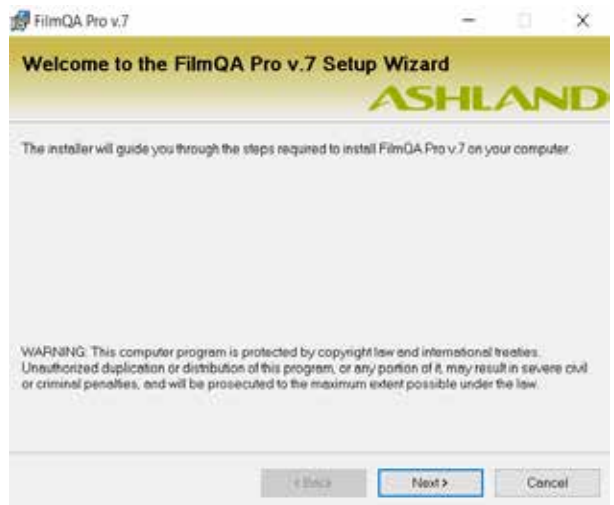 FilmQA Pro v.7
Welcome to the FilmQA Pro v.7 Setup Wizard
ASHLAND
The installer will guide you through the steps required to install FilmQA Pro v.7 on your computer.
WARNING: This computer program is protected by copyright law and international treaties.
Unauthorized duplication or distribution of this program, or any portion of it, may result in severe civil
or criminal penalties, and will be prosecuted to the maximum extent possible under the law.
< Back
Next >
Cancel